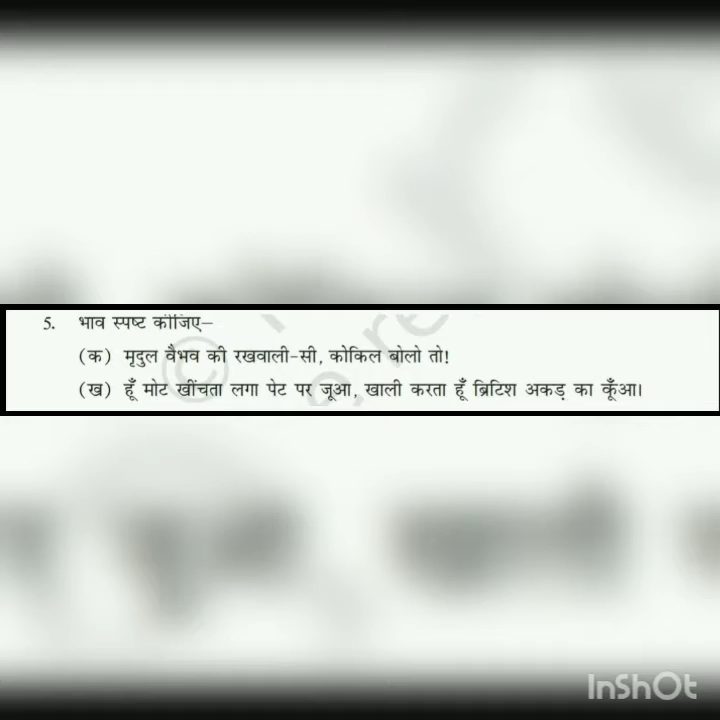 5. भाव स्पष्ट कीजिए–
(क) मृदुल वैभव की रखवाली-सी, कोकिल बोलो तो!
(ख) हूँ मोट खींचता लगा पेट पर जूआ, खाली करता हूँ ब्रिटिश अकड़ का कूँआ।
InShOt